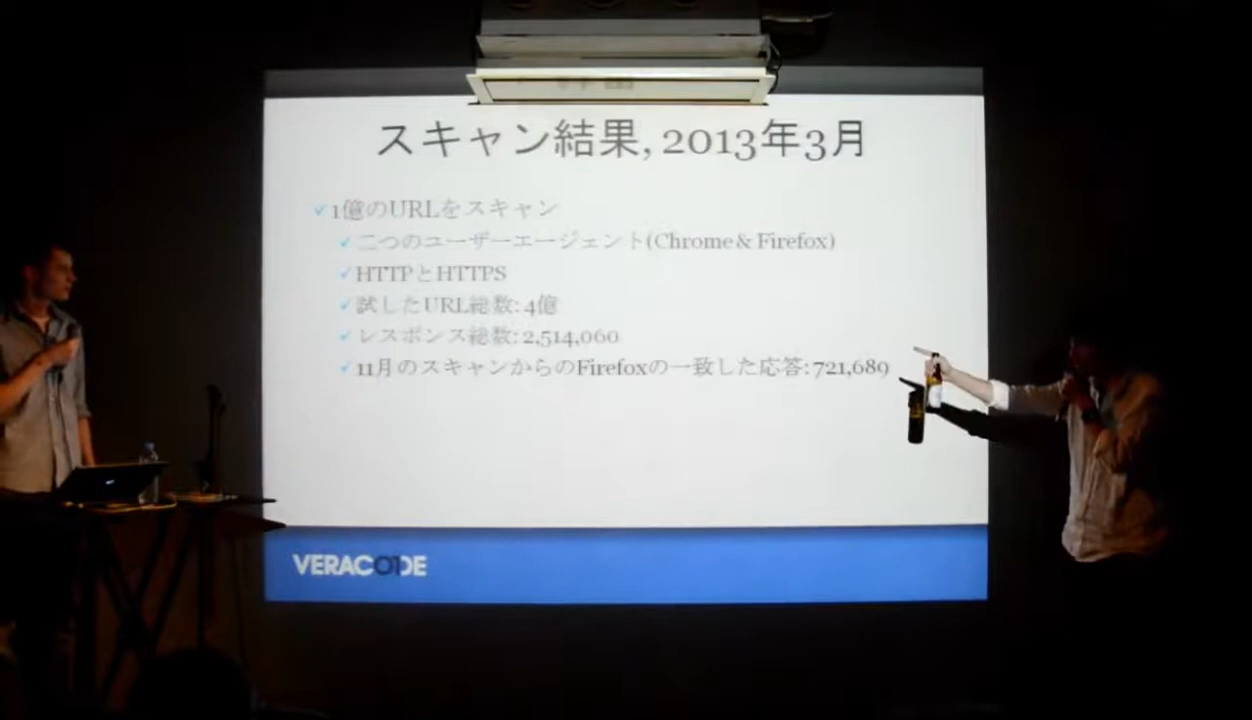 スキャン結果, 2013年3月
1億のURLをスキャン
二つのユーザーエージェント(Chrome & Firefox)
HTTPとHTTPS
試したURL総数: 4億
レスポンス総数: 2,514,060
11月のスキャンからのFirefoxの一致した応答: 721,689
VERACODE